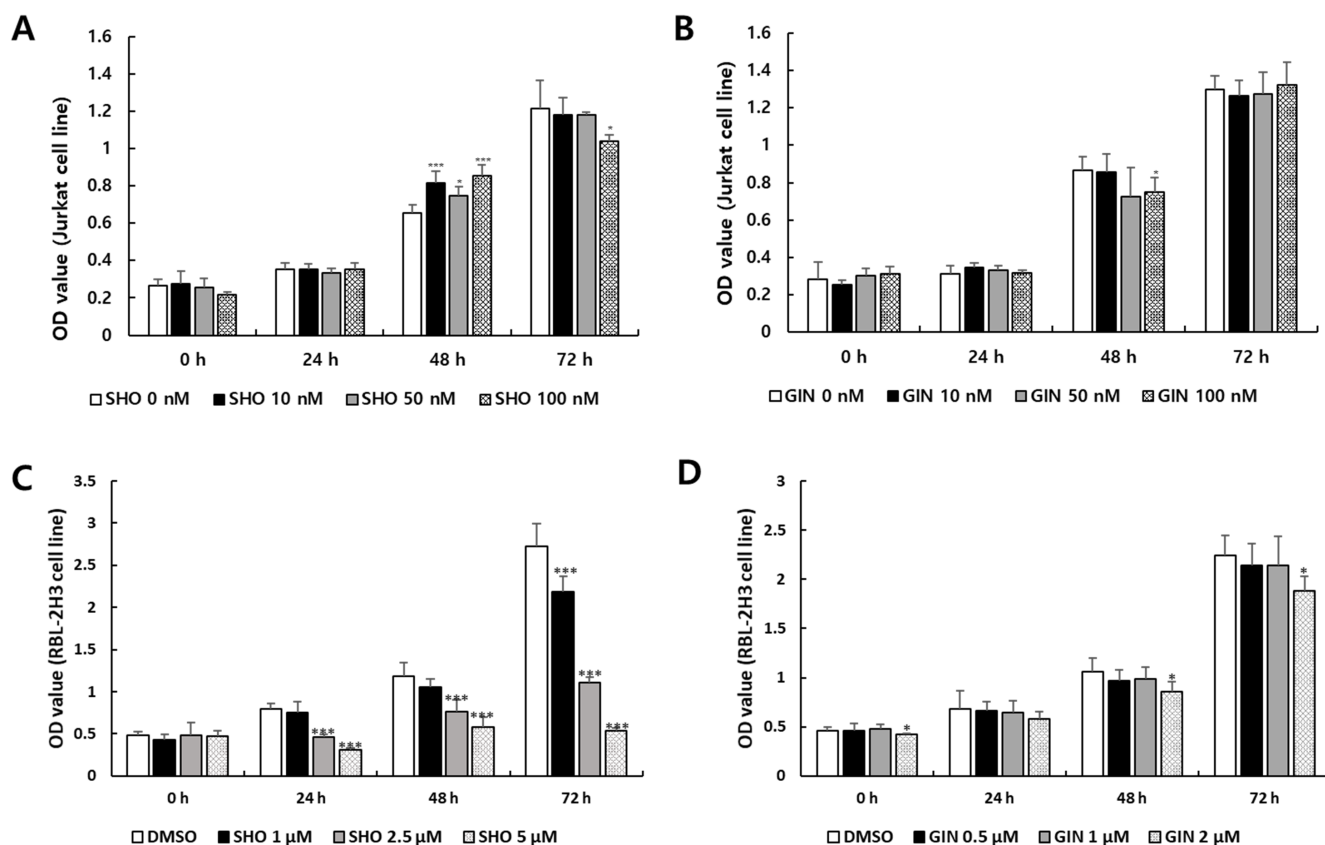 A
OD value (Jurkat cell line)
1.6
1.4
1.2
1
0.8
0.6
0.4
0.2
0
*** * ***
*
0 h 24 h 48 h 72 h
SHO 0 nM SHO 10 nM SHO 50 nM SHO 100 nM
B
OD value (Jurkat cell line)
1.6
1.4
1.2
1
0.8
0.6
0.4
0.2
0
*
0 h 24 h 48 h 72 h
GIN 0 nM GIN 10 nM GIN 50 nM GIN 100 nM
C
OD value (RBL-2H3 cell line)
3.5
3
2.5
2
1.5
1
0.5
0
*** ***
*** ***
*** *** ***
0 h 24 h 48 h 72 h
DMSO SHO 1 μM SHO 2.5 μM SHO 5 μM
D
OD value (RBL-2H3 cell line)
3
2.5
2
1.5
1
0.5
0
*
*
*
0 h 24 h 48 h 72 h
DMSO GIN 0.5 μM GIN 1 μM GIN 2 μM